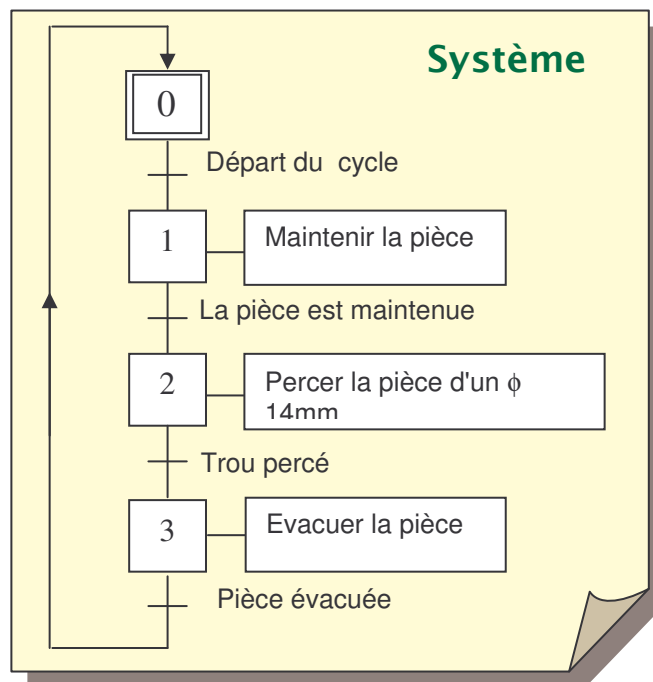 Système
0
Départ du cycle
1
Maintenir la pièce
La pièce est maintenue
2
Percer la pièce d'un ϕ
14mm
Trou percé
3
Evacuer la pièce
Pièce évacuée